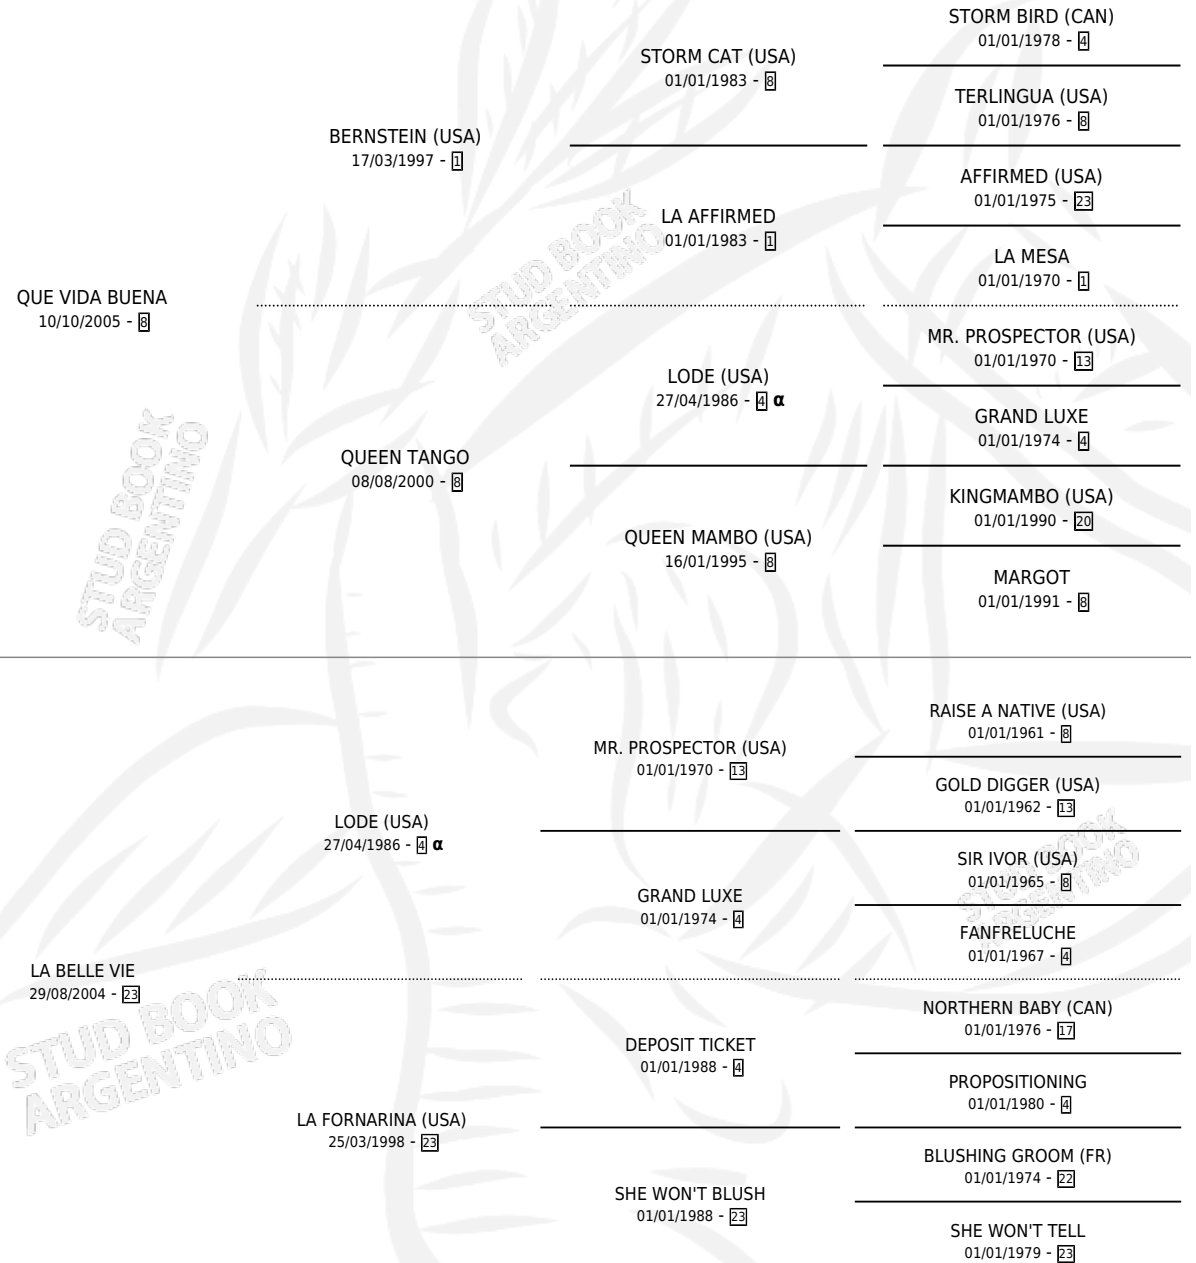 STORM BIRD (CAN)
01/01/1978 - 4
STORM CAT (USA)
01/01/1983 - 8
TERLINGUA (USA)
01/01/1976 - 8
BERNSTEIN (USA)
17/03/1997 - 1
AFFIRMED (USA)
01/01/1975 - 23
LA AFFIRMED
01/01/1983 - 1
LA MESA
01/01/1970 - 1
QUE VIDA BUENA
10/10/2005 - 8
MR. PROSPECTOR (USA)
01/01/1970 - 13
LODE (USA)
27/04/1986 - 4 α
GRAND LUXE
01/01/1974 - 4
QUEEN TANGO
08/08/2000 - 8
KINGMAMBO (USA)
01/01/1990 - 20
QUEEN MAMBO (USA)
16/01/1995 - 8
MARGOT
01/01/1991 - 8
STUD BOOK
ARGENTINO
STUD BOOK
ARGENTINO
RAISE A NATIVE (USA)
01/01/1961 - 8
MR. PROSPECTOR (USA)
01/01/1970 - 13
GOLD DIGGER (USA)
01/01/1962 - 13
LODE (USA)
27/04/1986 - 4 α
SIR IVOR (USA)
01/01/1965 - 8
GRAND LUXE
01/01/1974 - 4
FANFRELUCHE
01/01/1967 - 4
LA BELLE VIE
29/08/2004 - 23
NORTHERN BABY (CAN)
01/01/1976 - 17
DEPOSIT TICKET
01/01/1988 - 4
PROPOSITIONING
01/01/1980 - 4
LA FORNARINA (USA)
25/03/1998 - 23
BLUSHING GROOM (FR)
01/01/1974 - 22
SHE WON'T BLUSH
01/01/1988 - 23
SHE WON'T TELL
01/01/1979 - 23
STUD BOOK
ARGENTINO
STUD BOOK
ARGENTINO